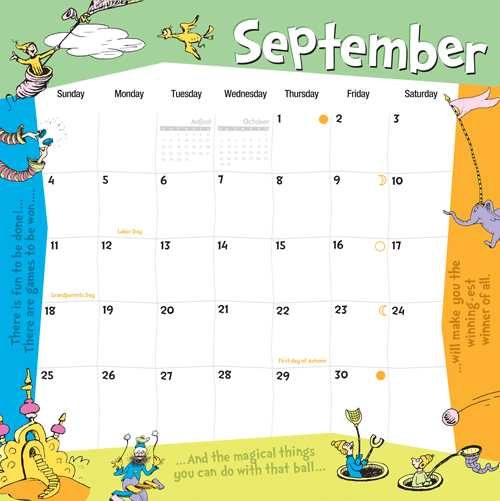 September
Sunday Monday Tuesday Wednesday Thursday Friday Saturday
August October
1 2 3
4 5 6 7 8 9 10
Labor Day
11 12 13 14 15 16 17
Grandparents Day
18 19 20 21 22 23 24
First day of Autumn
25 26 27 28 29 30
There is fun to be done!...
There are games to be won....
...will make you the
winning-est
winner of all.
...And the magical things
you can do with that ball...